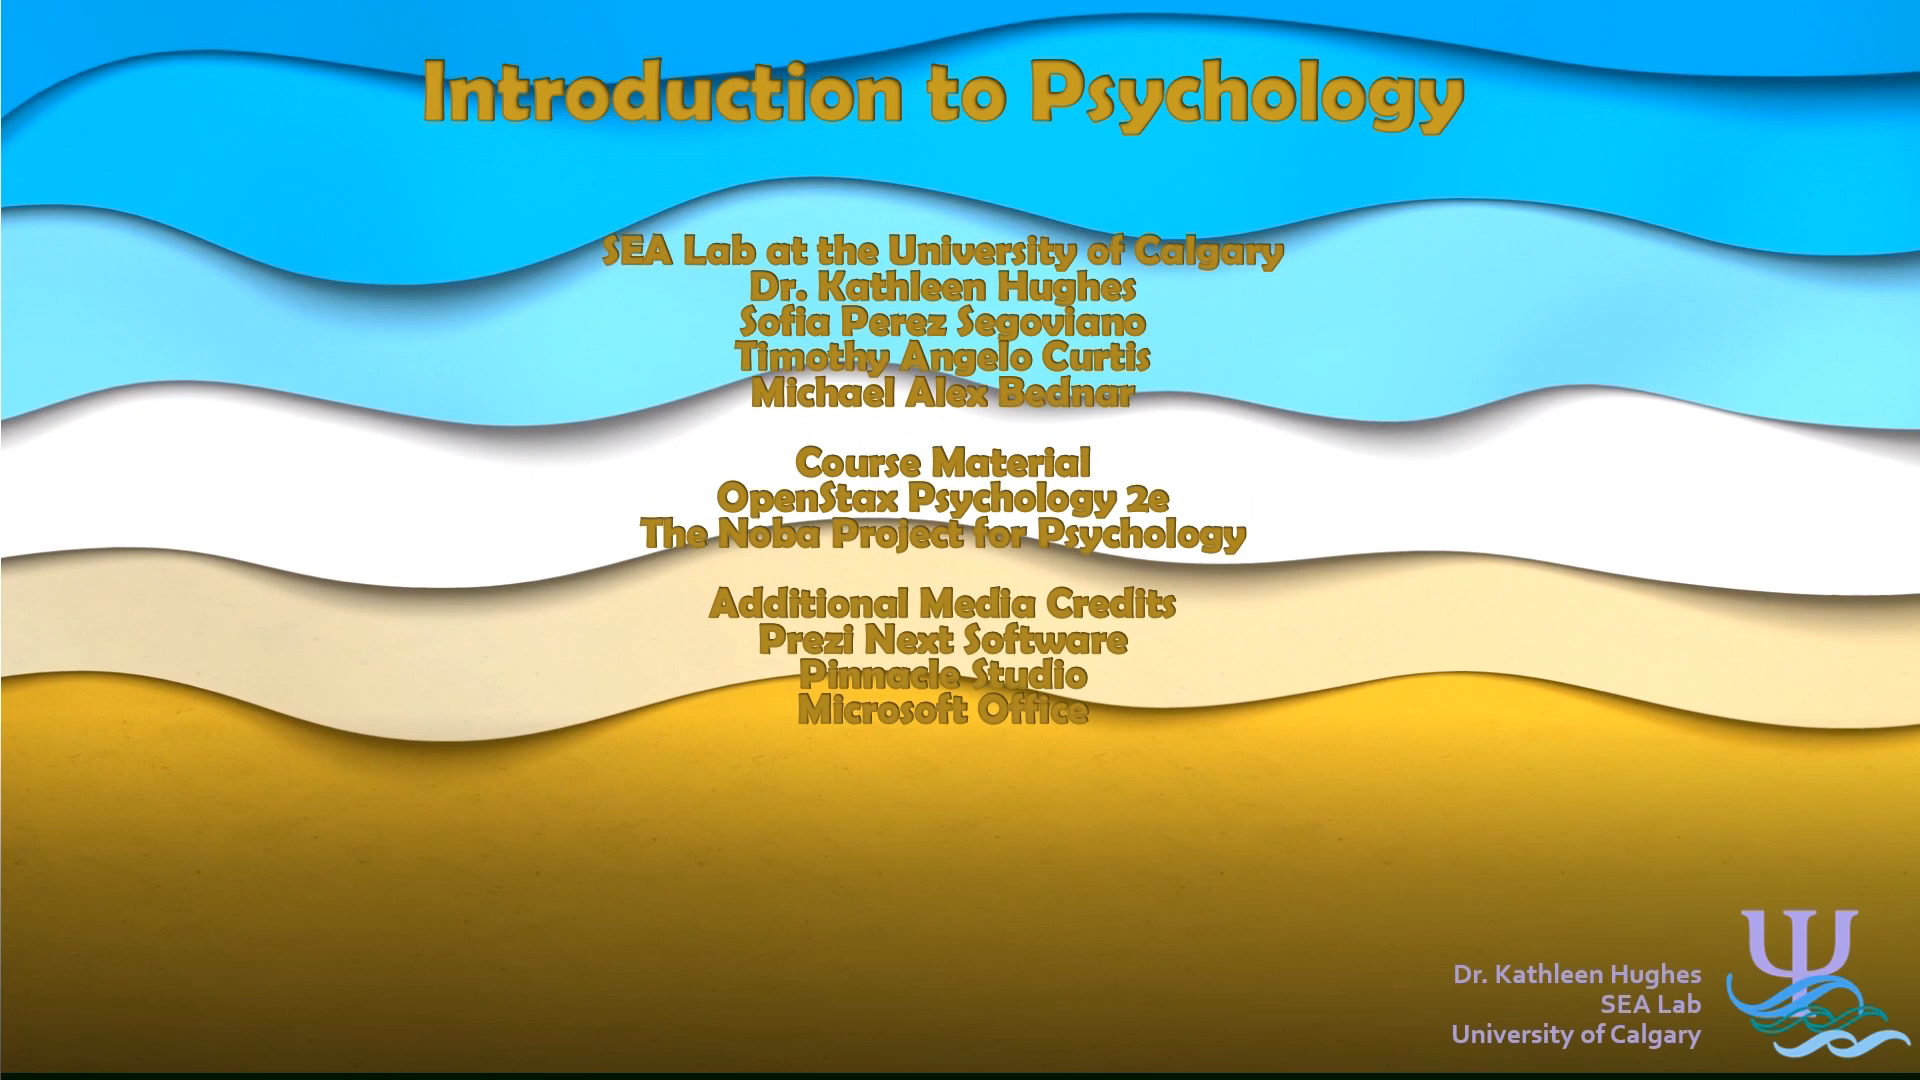 Introduction to Psychology
SEA Lab at the University of Calgary
Dr. Kathleen Hughes
Sofia Perez Segoviano
Timothy Angelo Curtis
Michael Alex Bednar
Course Material
OpenStax Psychology 2e
The Noba Project for Psychology
Additional Media Credits
Prezi Next Software
Pinnacle Studio
Microsoft Office
Dr. Kathleen Hughes
SEA Lab
University of Calgary